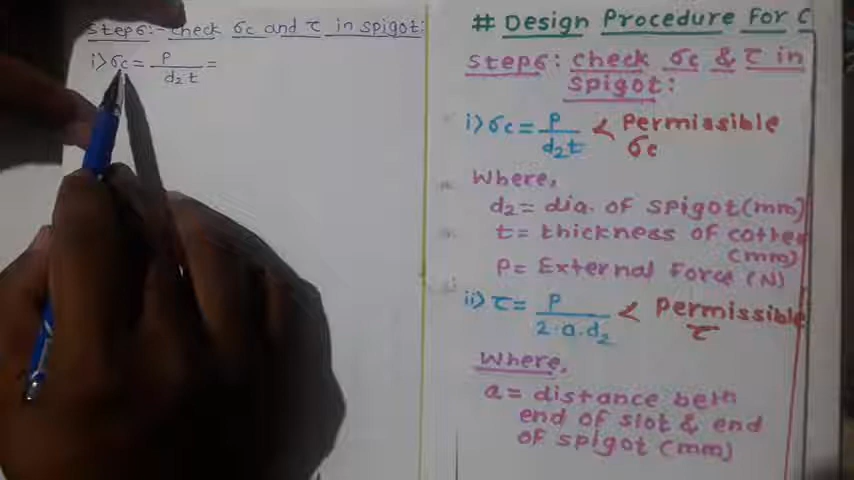 Step6:- check σc and τ in spigot:
i> σc = P / d2 t =
# Design Procedure For C
Step6: check σc & τ in
spigot:
i> σc = P / d2t < Permissible
σc
Where,
d2 = dia. of spigot (mm)
t = thickness of cotter
(mm)
P = External Force (N)
ii> τ = P / 2·a·d2 < Permissible
τ
Where,
a = distance betn
end of slot & end
of spigot (mm)